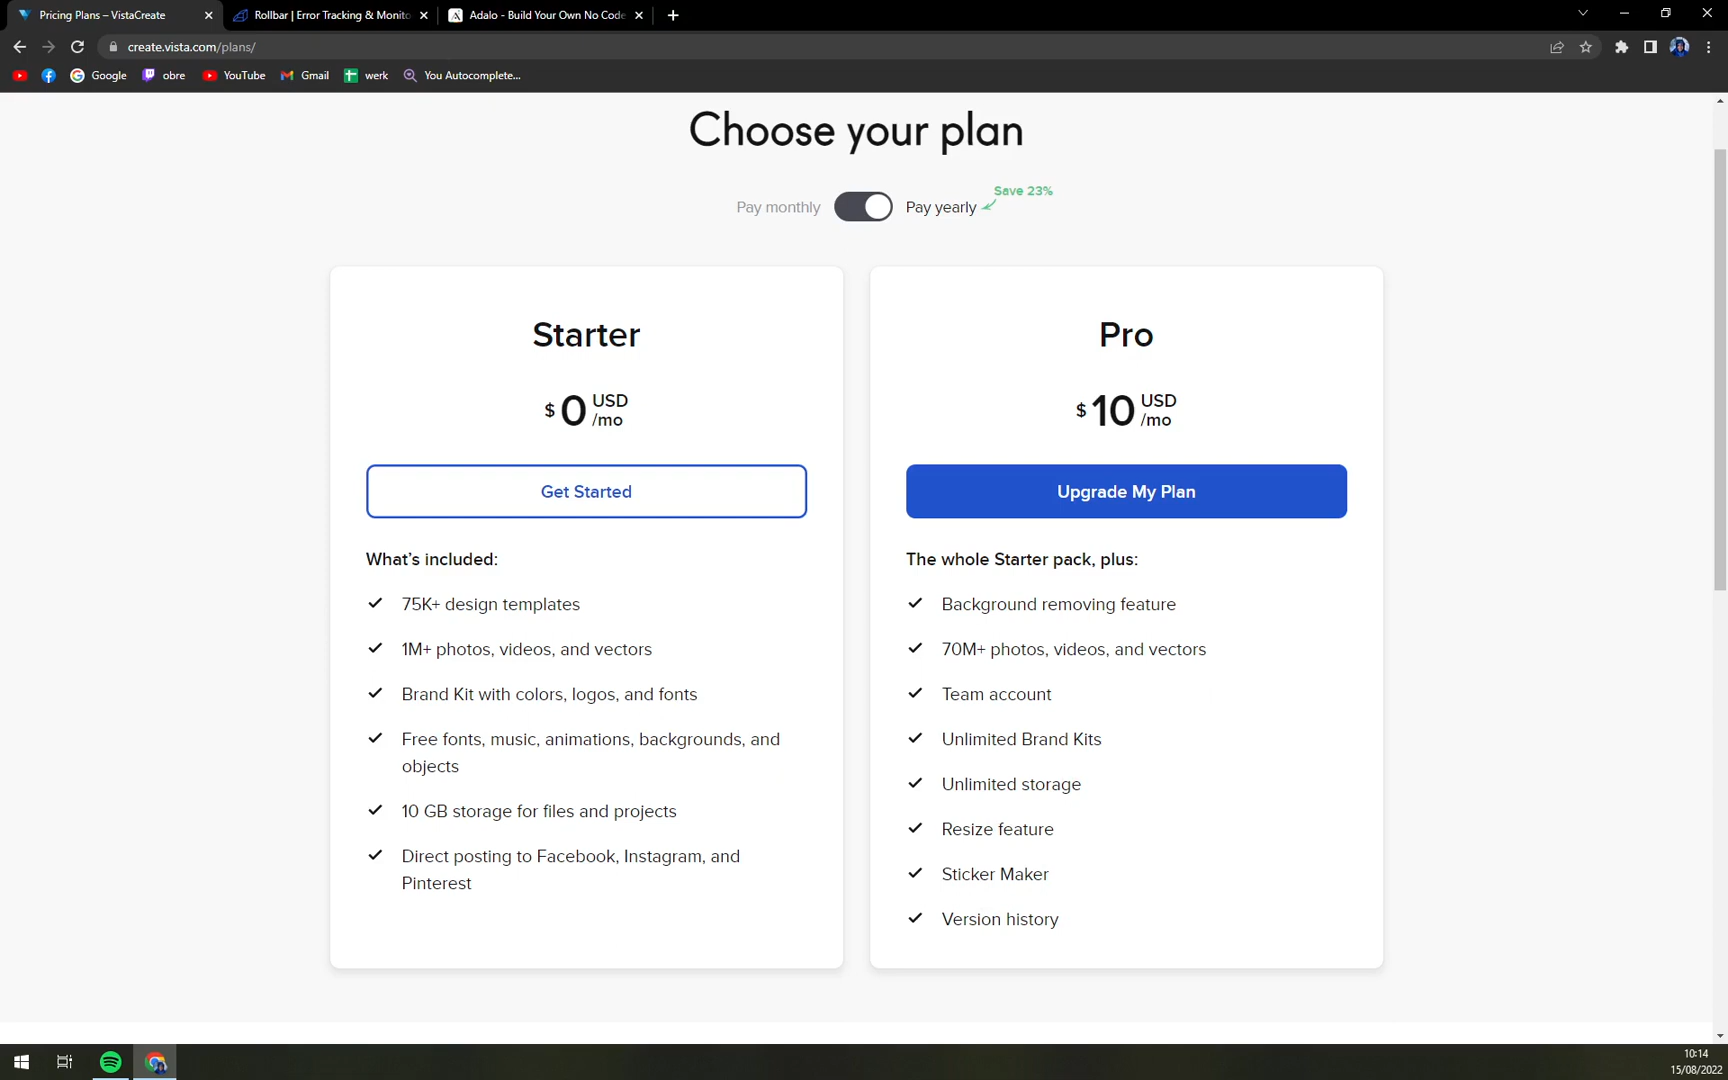 Pricing Plans – VistaCreate
Rollbar | Error Tracking & Monito
Adalo - Build Your Own No Code
create.vista.com/plans/
Google
obre
YouTube
Gmail
werk
You Autocomplete...
Choose your plan
Save 23%
Pay monthly
Pay yearly
Starter
$ 0 USD
/mo
Get Started
What's included:
75K+ design templates
1M+ photos, videos, and vectors
Brand Kit with colors, logos, and fonts
Free fonts, music, animations, backgrounds, and
objects
10 GB storage for files and projects
Direct posting to Facebook, Instagram, and
Pinterest
Pro
$ 10 USD
/mo
Upgrade My Plan
The whole Starter pack, plus:
Background removing feature
70M+ photos, videos, and vectors
Team account
Unlimited Brand Kits
Unlimited storage
Resize feature
Sticker Maker
Version history
10:14
15/08/2022